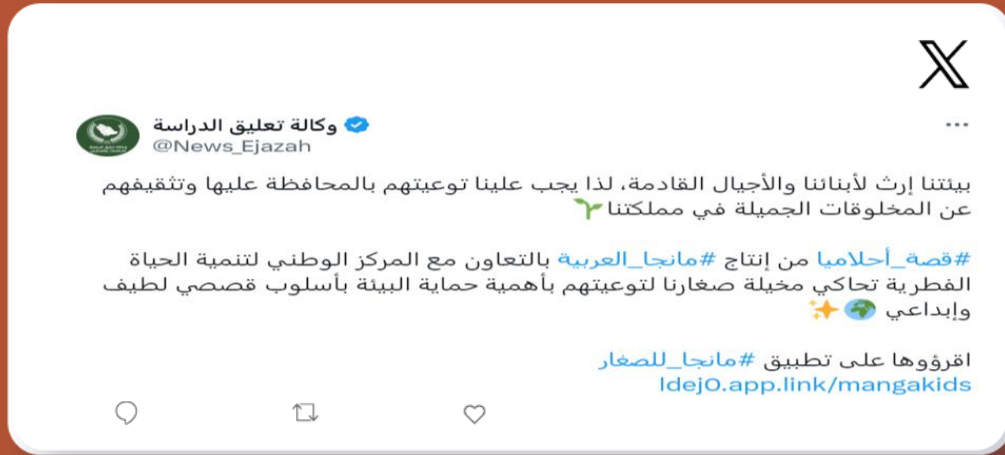 وكالة تعليق الدراسة
@News_Ejazah
بيئتنا إرث لأبنائنا والأجيال القادمة، لذا يجب علينا توعيتهم بالمحافظة عليها وتثقيفهم
عن المخلوقات الجميلة في مملكتنا🌱
#قصة_أحلاميا من إنتاج #مانجا_العربية بالتعاون مع المركز الوطني لتنمية الحياة
الفطرية تحاكي مخيلة صغارنا لتوعيتهم بأهمية حماية البيئة بأسلوب قصصي لطيف
وإبداعي 🌍✨
اقرؤوها على تطبيق #مانجا_للصغار
ldej0.app.link/mangakids